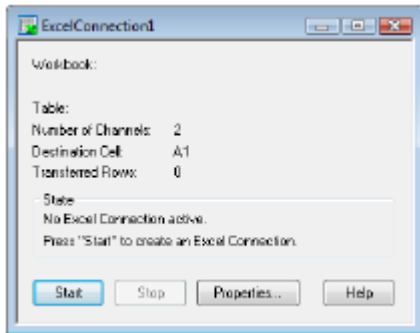 ExcelConnection1
Workbook:
Table:
Number of Channels: 2
Destination Cell: A1
Transferred Rows: 0
State
No Excel Connection active.
Press "Start" to create an Excel Connection.
Start Stop Properties... Help